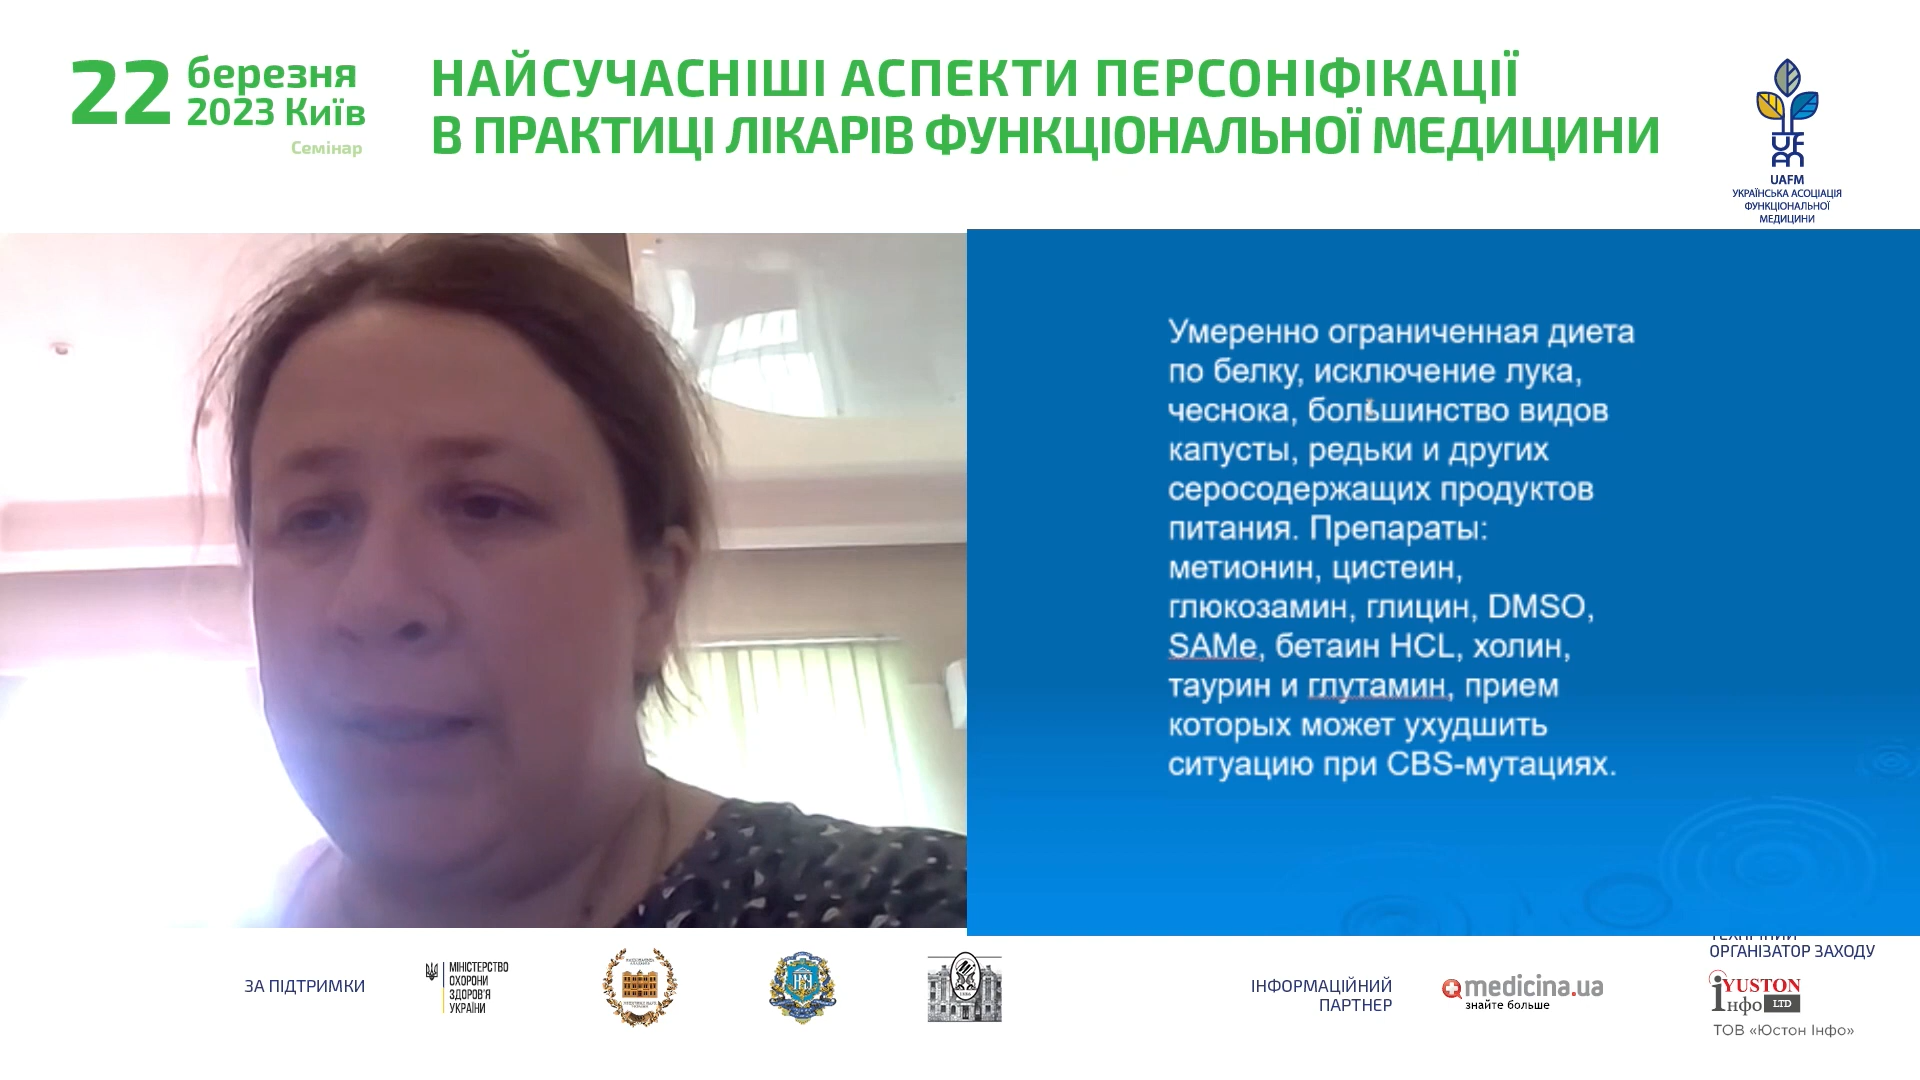 22 березня
2023 Київ
Семінар
НАЙСУЧАСНІШІ АСПЕКТИ ПЕРСОНІФІКАЦІЇ
В ПРАКТИЦІ ЛІКАРІВ ФУНКЦІОНАЛЬНОЇ МЕДИЦИНИ
UAFM
УКРАЇНСЬКА АСОЦІАЦІЯ
ФУНКЦІОНАЛЬНОЇ
МЕДИЦИНИ
Умеренно ограниченная диета
по белку, исключение лука,
чеснока, большинство видов
капусты, редьки и других
серосодержащих продуктов
питания. Препараты:
метионин, цистеин,
глюкозамин, глицин, DMSO,
SAMe, бетаин HCL, холин,
таурин и глутамин, прием
которых может ухудшить
ситуацию при CBS-мутациях.
ЗА ПІДТРИМКИ
МІНІСТЕРСТВО
ОХОРОНИ
ЗДОРОВ'Я
УКРАЇНИ
ІНФОРМАЦІЙНИЙ
ПАРТНЕР
medicina.ua
знайте больше
ТЕХНІЧНИЙ
ОРГАНІЗАТОР ЗАХОДУ
YUSTON
інфо LTD
ТОВ «Юстон Інфо»